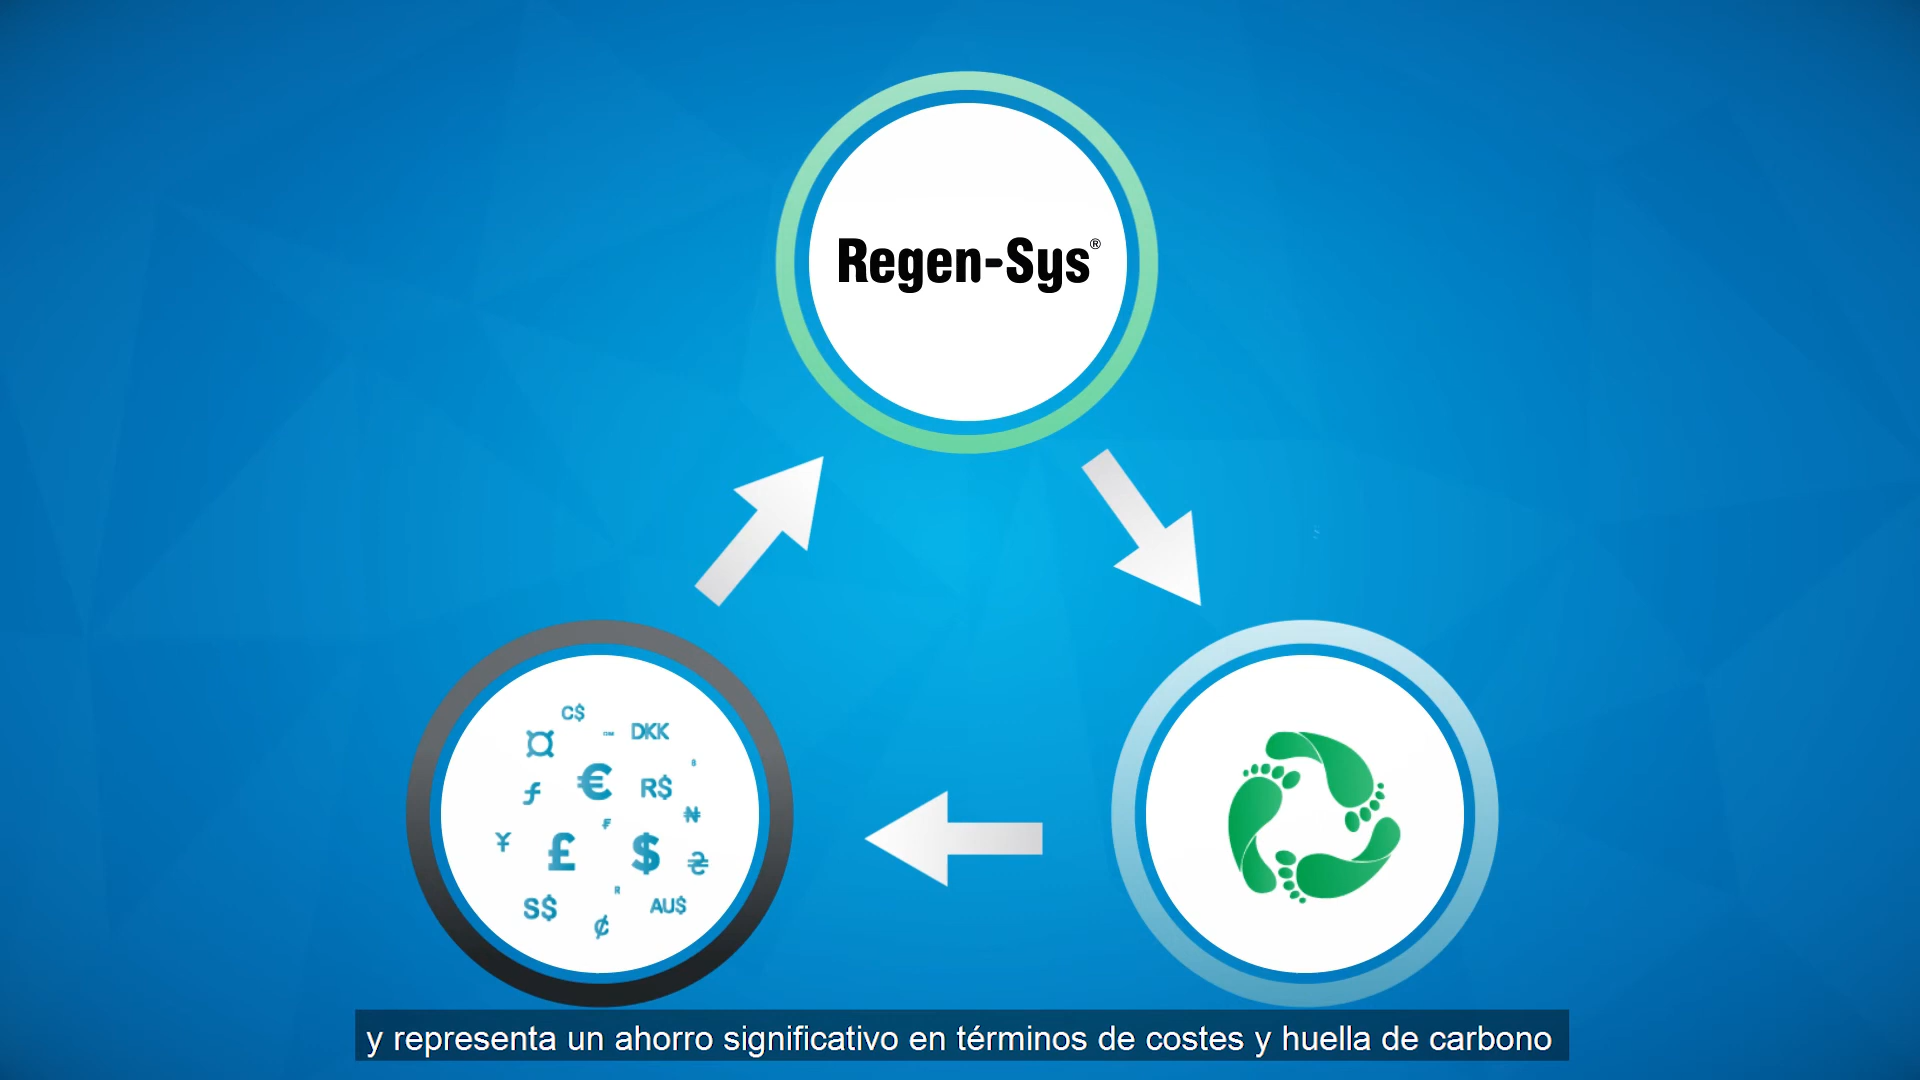 Regen-Sys®
C$
¤
DKK
€
R$
ƒ
₦
₣
¥
£
$
₴
R
S$
AU$
₵
y representa un ahorro significativo en términos de costes y huella de carbono